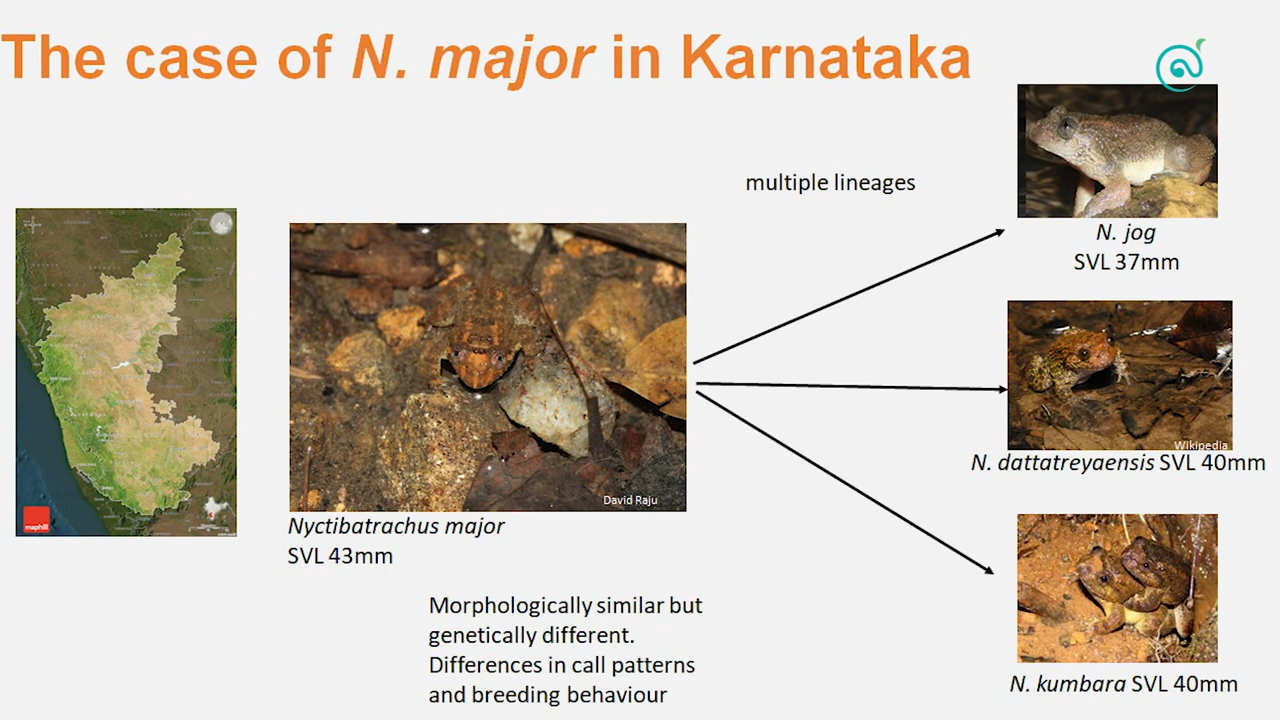 The case of N. major in Karnataka
multiple lineages
N. jog
SVL 37mm
Wikipedia
N. dattatreyaensis SVL 40mm
David Raju
Nyctibatrachus major
SVL 43mm
maphill
Morphologically similar but
genetically different.
Differences in call patterns
and breeding behaviour
N. kumbara SVL 40mm